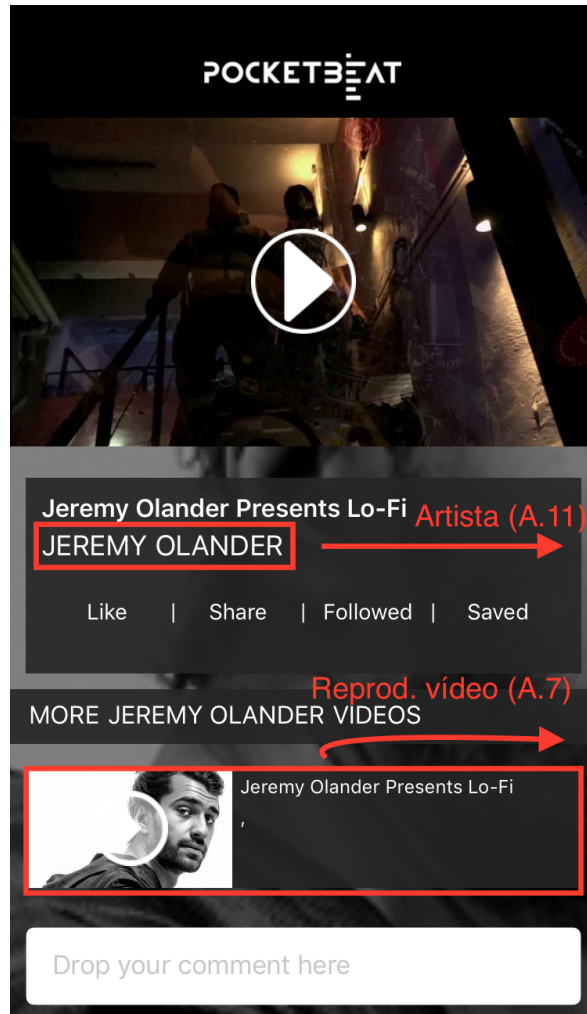 POCKETBEAT
Jeremy Olander Presents Lo-Fi
Artista (A.11)
JEREMY OLANDER
Like | Share | Followed | Saved
Reprod. vídeo (A.7)
MORE JEREMY OLANDER VIDEOS
Jeremy Olander Presents Lo-Fi
,
Drop your comment here